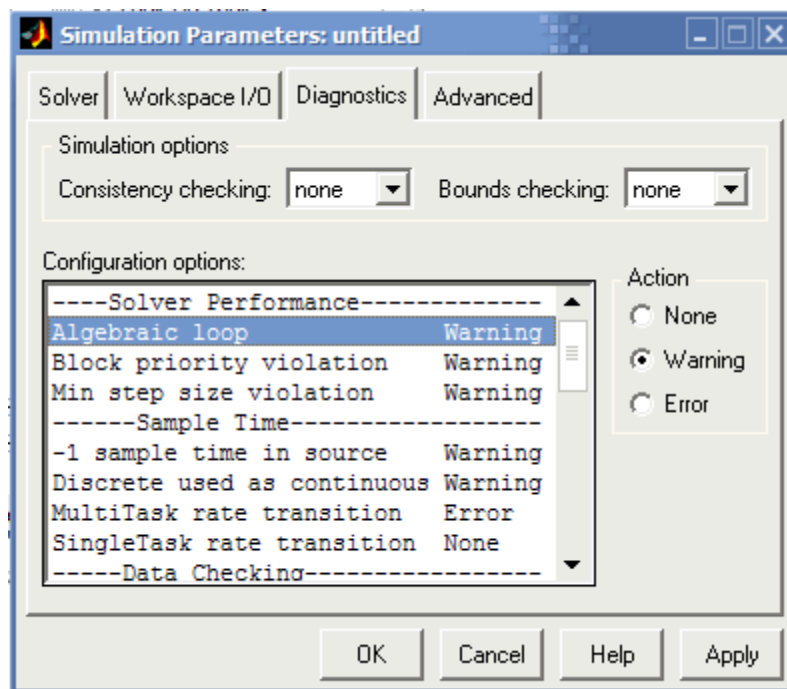 Simulation Parameters: untitled
Solver Workspace I/O Diagnostics Advanced
Simulation options
Consistency checking: none Bounds checking: none
Configuration options:
Action
----Solver Performance-------------
Algebraic loop Warning
Block priority violation Warning
Min step size violation Warning
------Sample Time------------------
-1 sample time in source Warning
Discrete used as continuous Warning
MultiTask rate transition Error
SingleTask rate transition None
-----Data Checking-----------------
None
Warning
Error
OK Cancel Help Apply